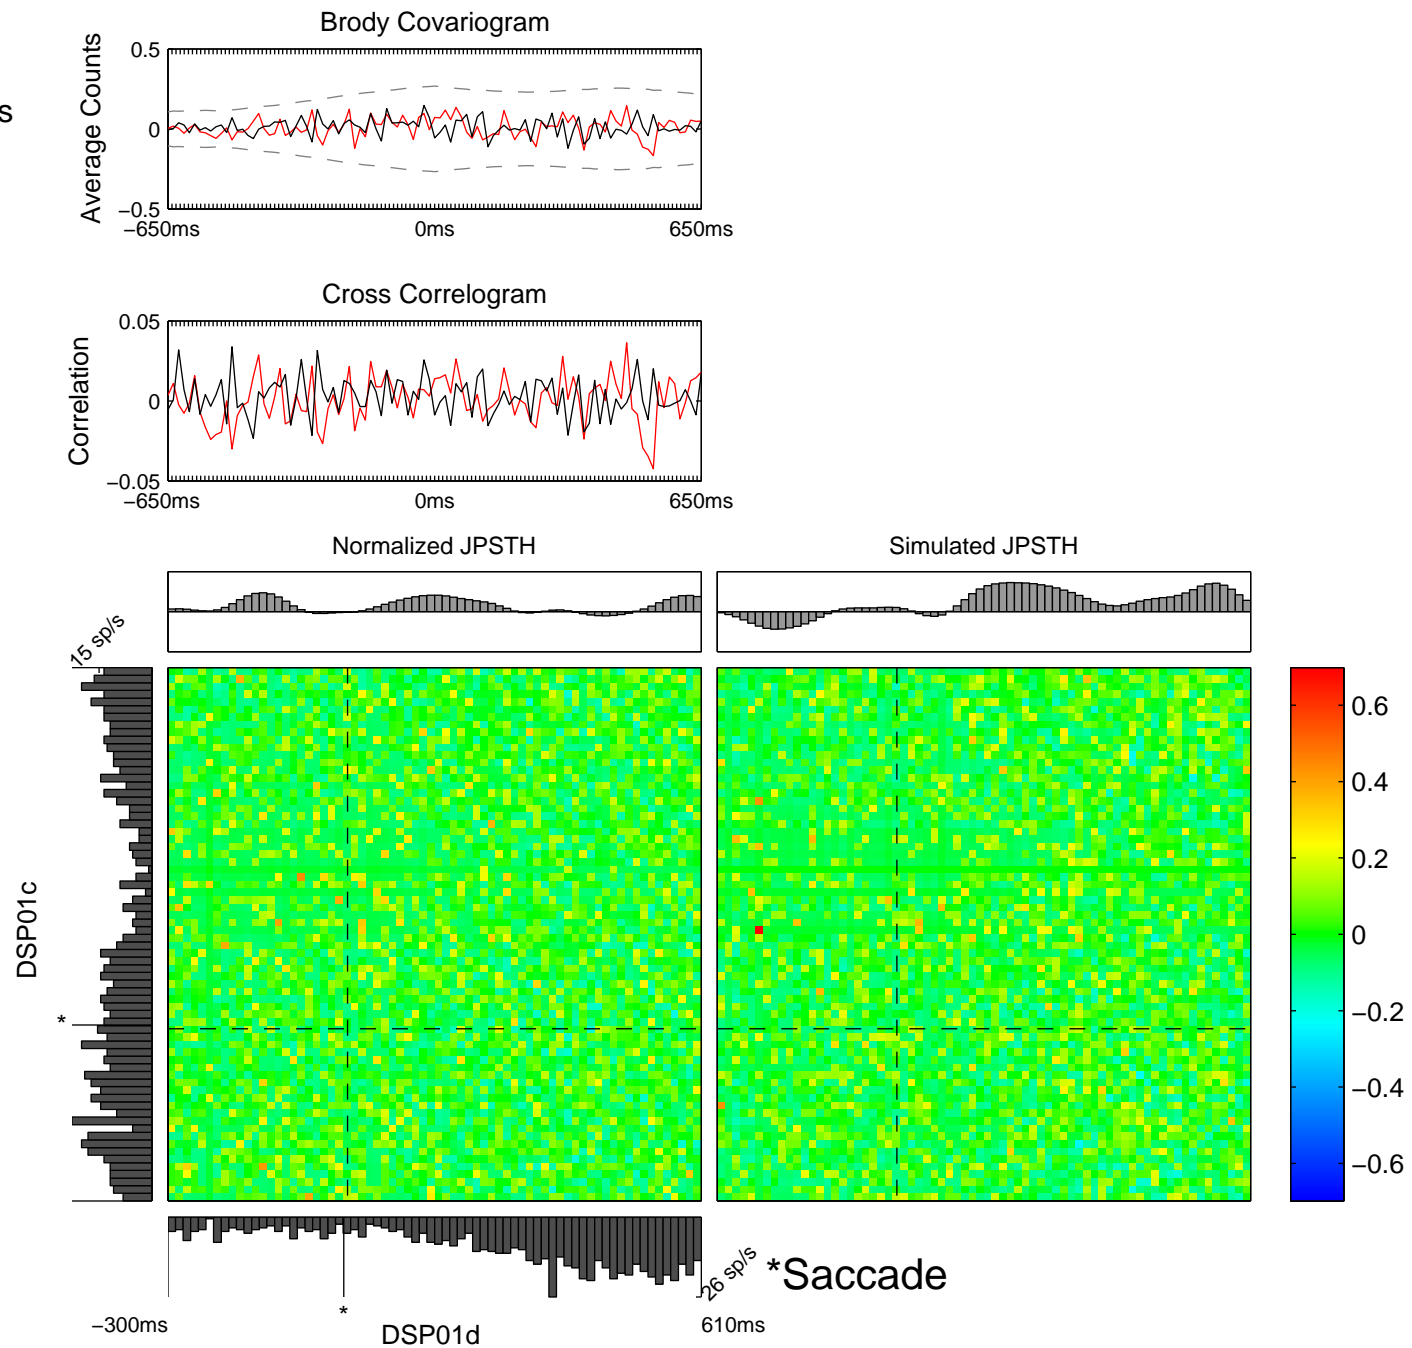 Brody Covariogram
Average Counts
0.5
0
−0.5
−650ms
0ms
650ms
s
Cross Correlogram
Correlation
0.05
0
−0.05
−650ms
0ms
650ms
Normalized JPSTH
Simulated JPSTH
15 sp/s
DSP01c
*
0.6
0.4
0.2
0
−0.2
−0.4
−0.6
26 sp/s
*Saccade
*
−300ms
DSP01d
610ms